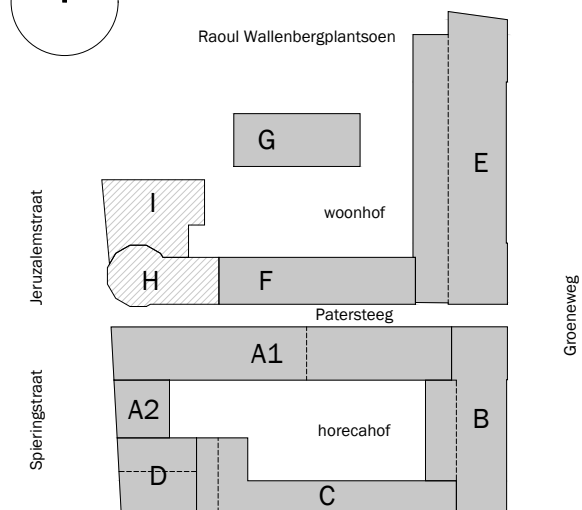 Raoul Wallenbergplantsoen
G
E
I
woonhof
Jeruzalemstraat
H
F
Groeneweg
Patersteeg
A1
A2
Spieringstraat
horecahof
B
D
C